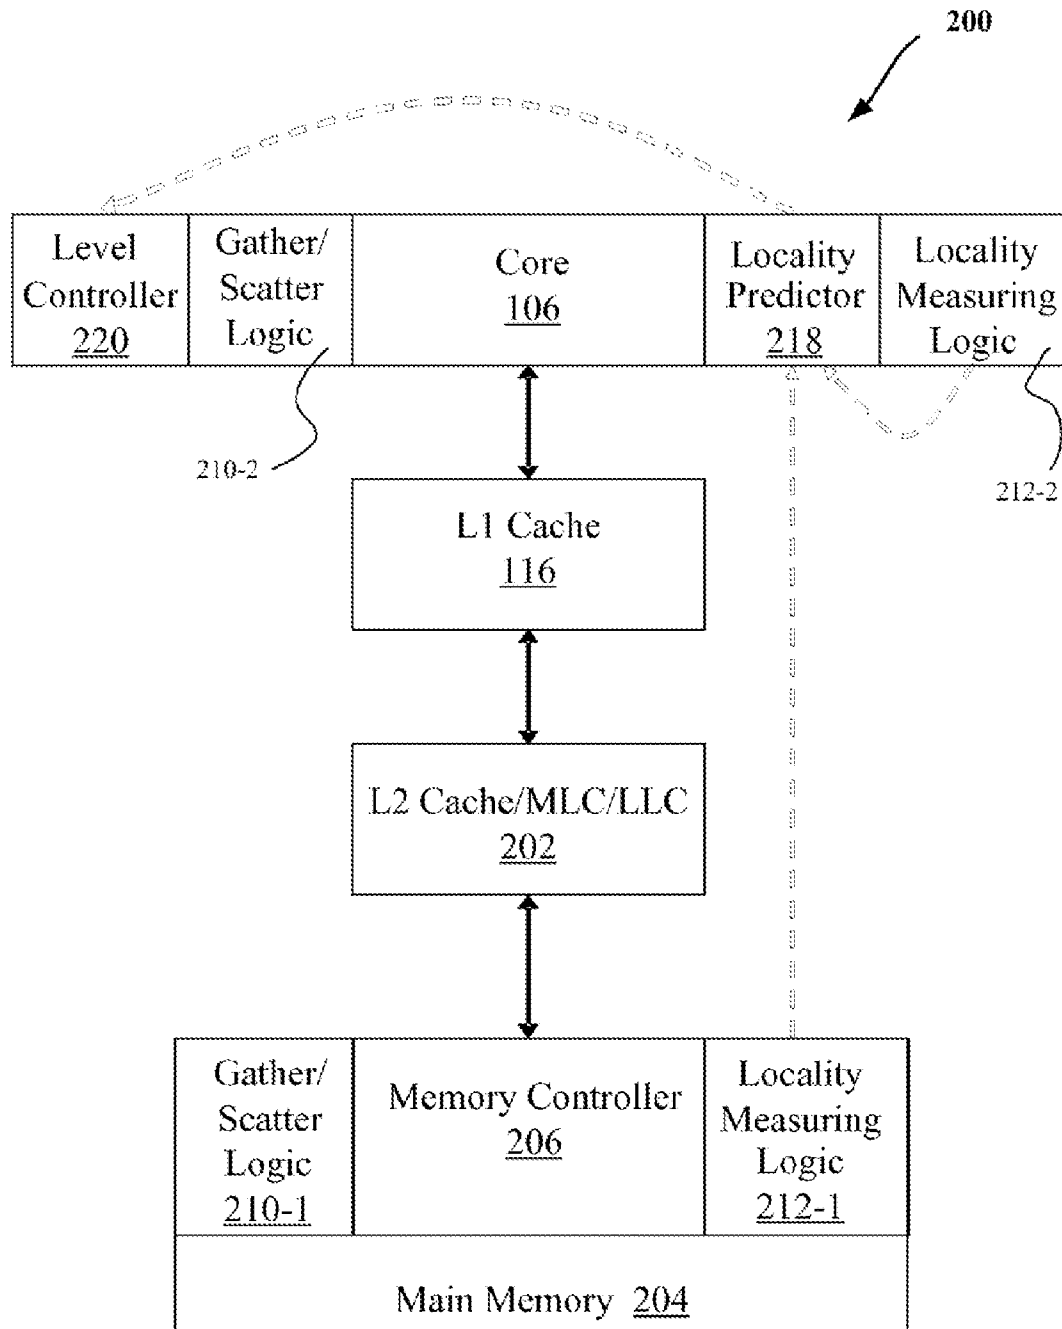 200
Level
Controller
220
Gather/
Scatter
Logic
Core
106
Locality
Predictor
218
Locality
Measuring
Logic
210-2
212-2
L1 Cache
116
L2 Cache/MLC/LLC
202
Gather/
Scatter
Logic
210-1
Memory Controller
206
Locality
Measuring
Logic
212-1
Main Memory 204